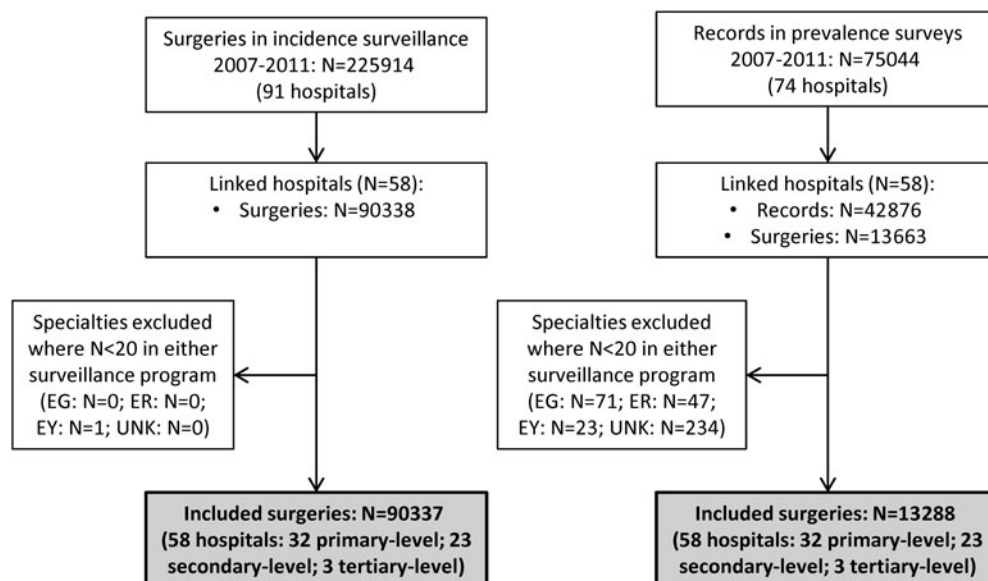 Surgeries in incidence surveillance
2007-2011: N=225914
(91 hospitals)
Records in prevalence surveys
2007-2011: N=75044
(74 hospitals)
Linked hospitals (N=58):
• Surgeries: N=90338
Linked hospitals (N=58):
• Records: N=42876
• Surgeries: N=13663
Specialties excluded
where N<20 in either
surveillance program
(EG: N=0; ER: N=0;
EY: N=1; UNK: N=0)
Specialties excluded
where N<20 in either
surveillance program
(EG: N=71; ER: N=47;
EY: N=23; UNK: N=234)
Included surgeries: N=90337
(58 hospitals: 32 primary-level; 23
secondary-level; 3 tertiary-level)
Included surgeries: N=13288
(58 hospitals: 32 primary-level; 23
secondary-level; 3 tertiary-level)